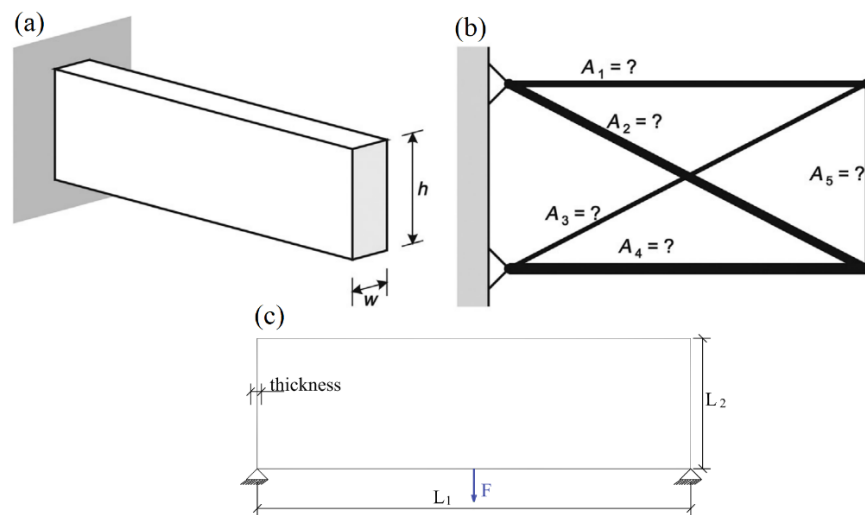 (a)
h
w
(b)
A1 = ?
A2 = ?
A3 = ?
A4 = ?
A5 = ?
(c)
thickness
L2
F
L1